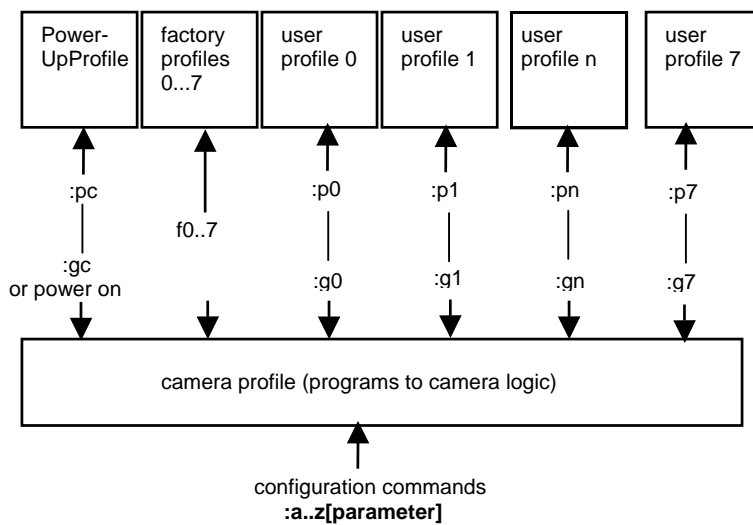 Power-
UpProfile
factory
profiles
0...7
user
profile 0
user
profile 1
user
profile n
user
profile 7
:pc
:p0
:p1
:pn
:p7
f0..7
:gc
or power on
:g0
:g1
:gn
:g7
camera profile (programs to camera logic)
configuration commands
:a..z[parameter]